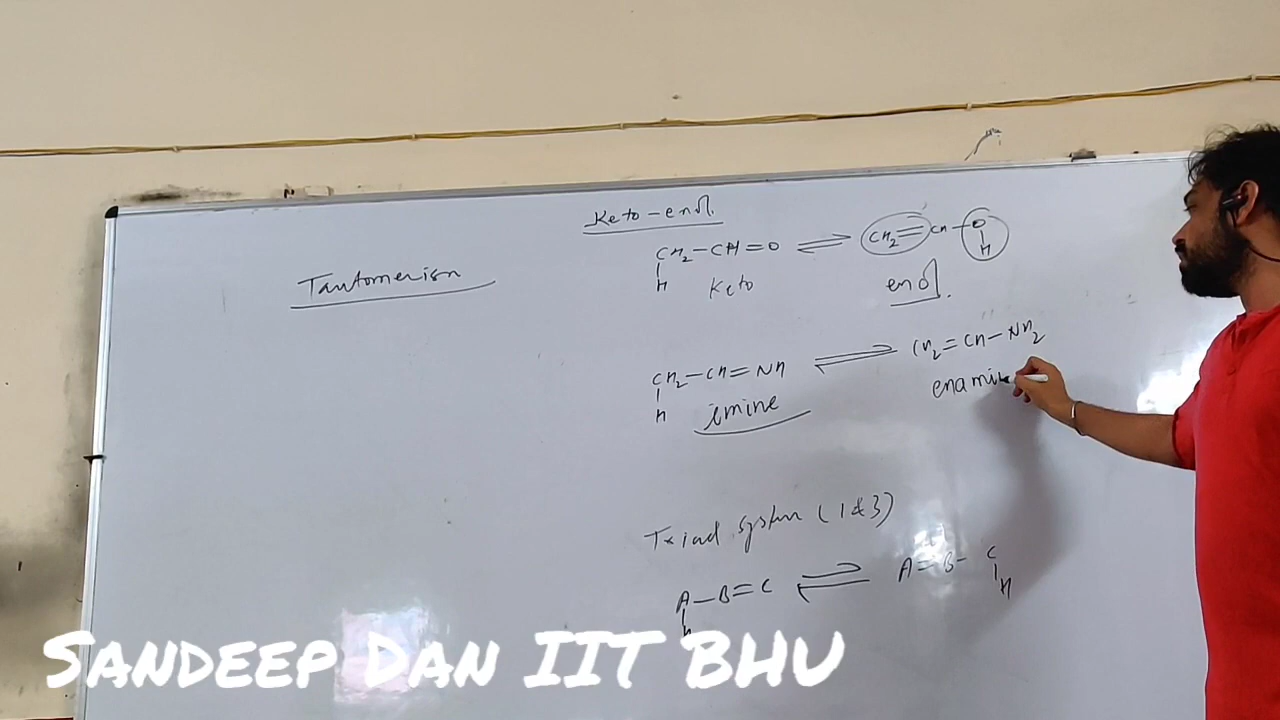 Keto-enol
CH2-CH=O ⇌ CH2=CH-O
H
H
Keto
enol.
Tautomerism
CH2-CH=NH ⇌ CH2=CH-NH2
H
imine
enamin
Triad system (1&3)
A-B=C ⇌ A=B-C
H
H
SANDEEP DAN IIT BHU